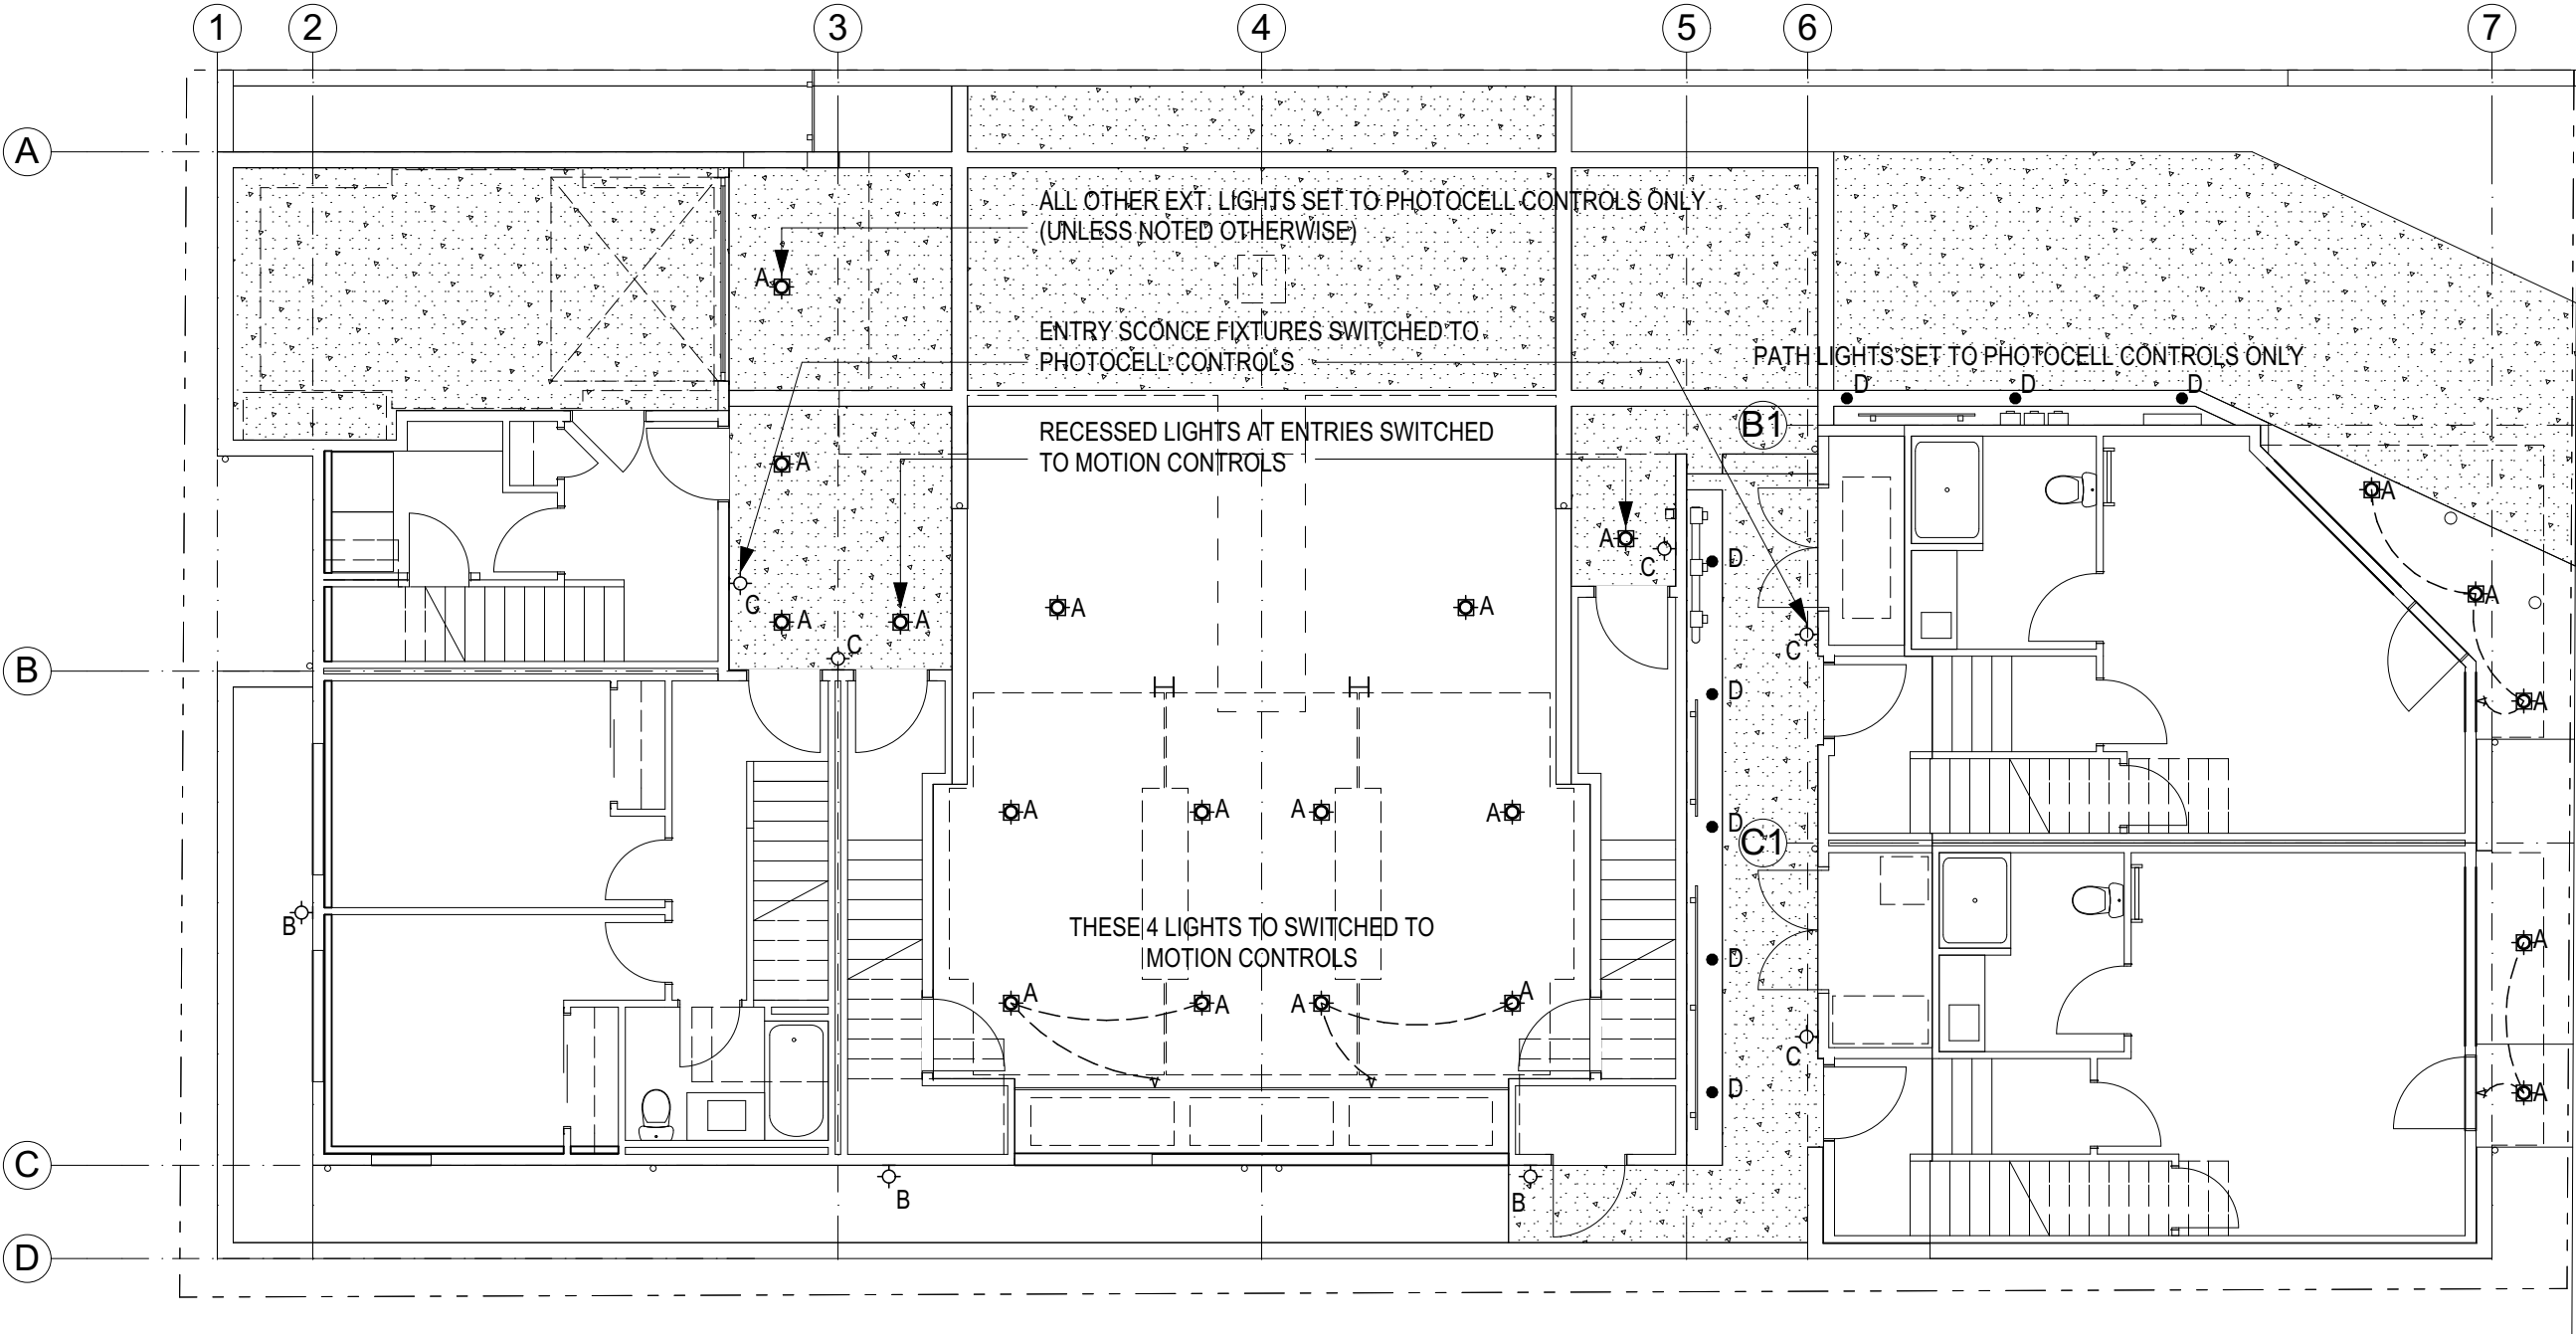 1 2 3 4 5 6 7
A
ALL OTHER EXT. LIGHTS SET TO PHOTOCELL CONTROLS ONLY
(UNLESS NOTED OTHERWISE)
A
ENTRY SCONCE FIXTURES SWITCHED TO
PHOTOCELL CONTROLS
PATH LIGHTS SET TO PHOTOCELL CONTROLS ONLY
D D D
B1
RECESSED LIGHTS AT ENTRIES SWITCHED
TO MOTION CONTROLS
A
A
A
C
D
A
C
A A
A A
C
C
B
D
A
A A A A
D
C1
B
THESE 4 LIGHTS TO SWITCHED TO
MOTION CONTROLS
A
D
A A A A
C
D
A
C
B
B
D